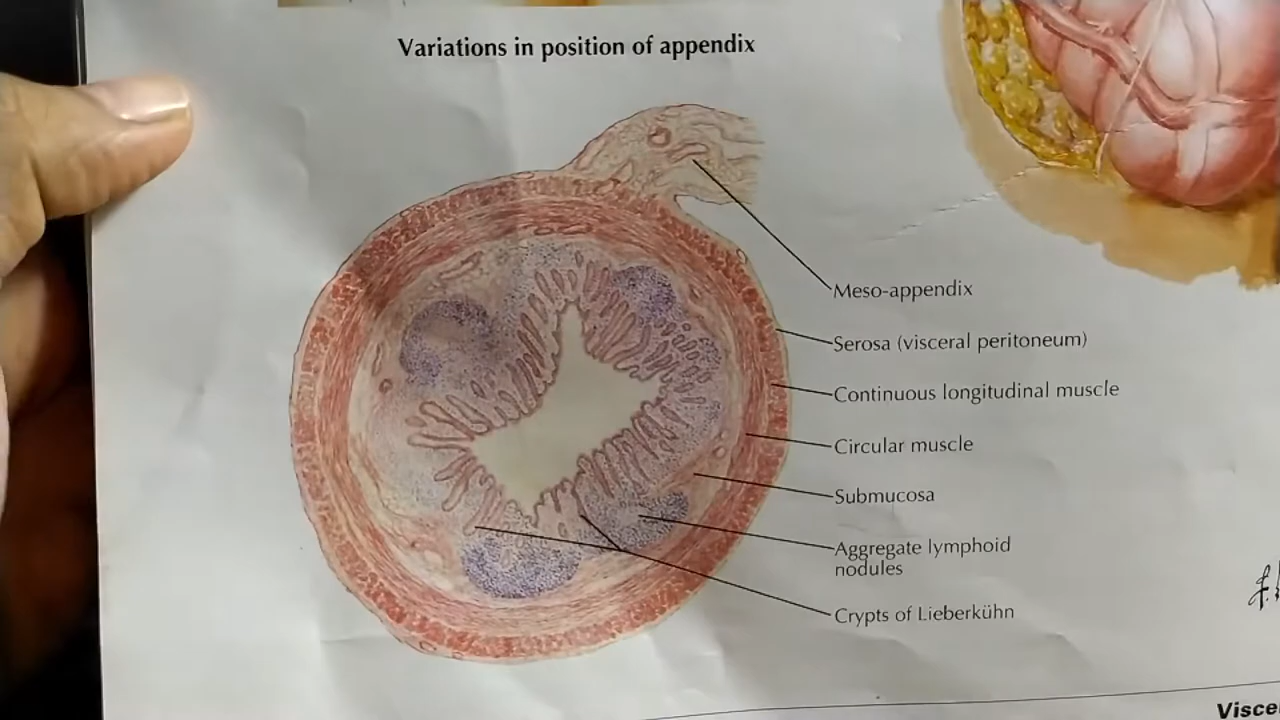 Variations in position of appendix
Meso-appendix
Serosa (visceral peritoneum)
Continuous longitudinal muscle
Circular muscle
Submucosa
Aggregate lymphoid
nodules
Crypts of Lieberkühn